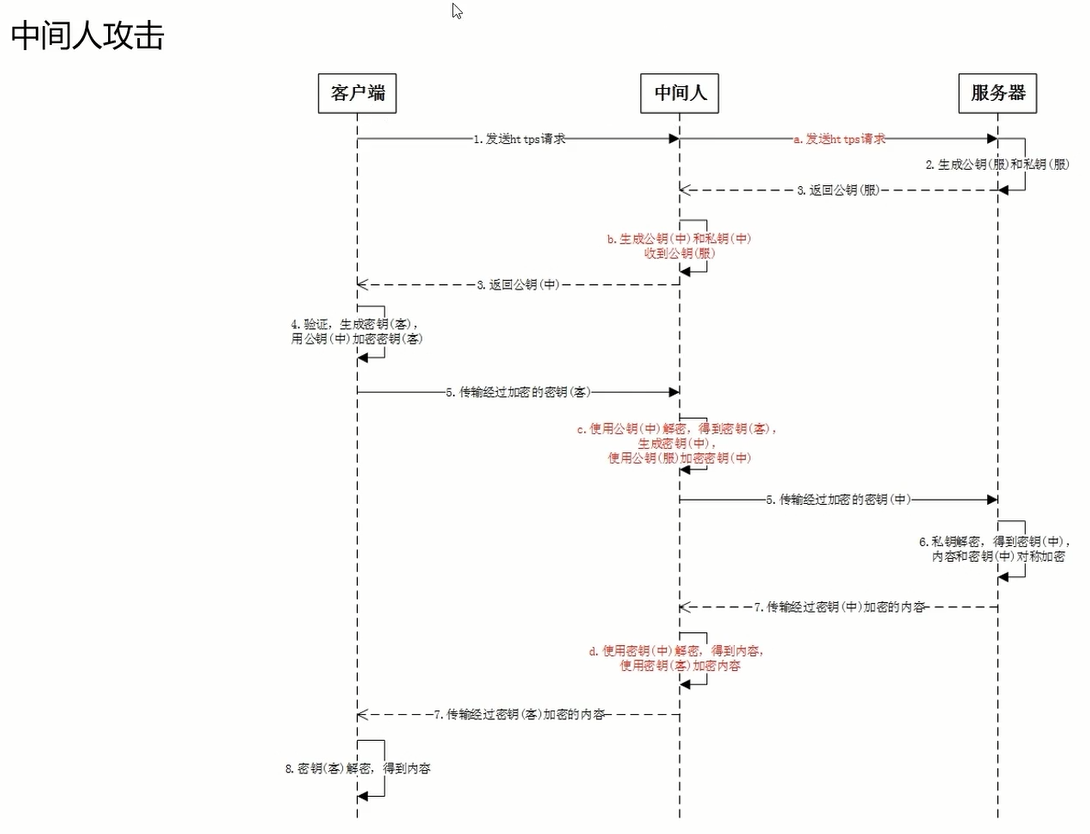 中间人攻击
客户端
中间人
服务器
1.发送https请求
a.发送https请求
2.生成公钥(服)和私钥(服)
3.返回公钥(服)
b.生成公钥(中)和私钥(中)
收到公钥(服)
3.返回公钥(中)
4.验证，生成密钥(客)，
用公钥(中)加密密钥(客)
5.传输经过加密的密钥(客)
c.使用公钥(中)解密，得到密钥(客)，
生成密钥(中)，
使用公钥(服)加密密钥(中)
5.传输经过加密的密钥(中)
6.私钥解密，得到密钥(中)，
内容和密钥(中)对称加密
7.传输经过密钥(中)加密的内容
d.使用密钥(中)解密，得到内容，
使用密钥(客)加密内容
7.传输经过密钥(客)加密的内容
8.密钥(客)解密，得到内容